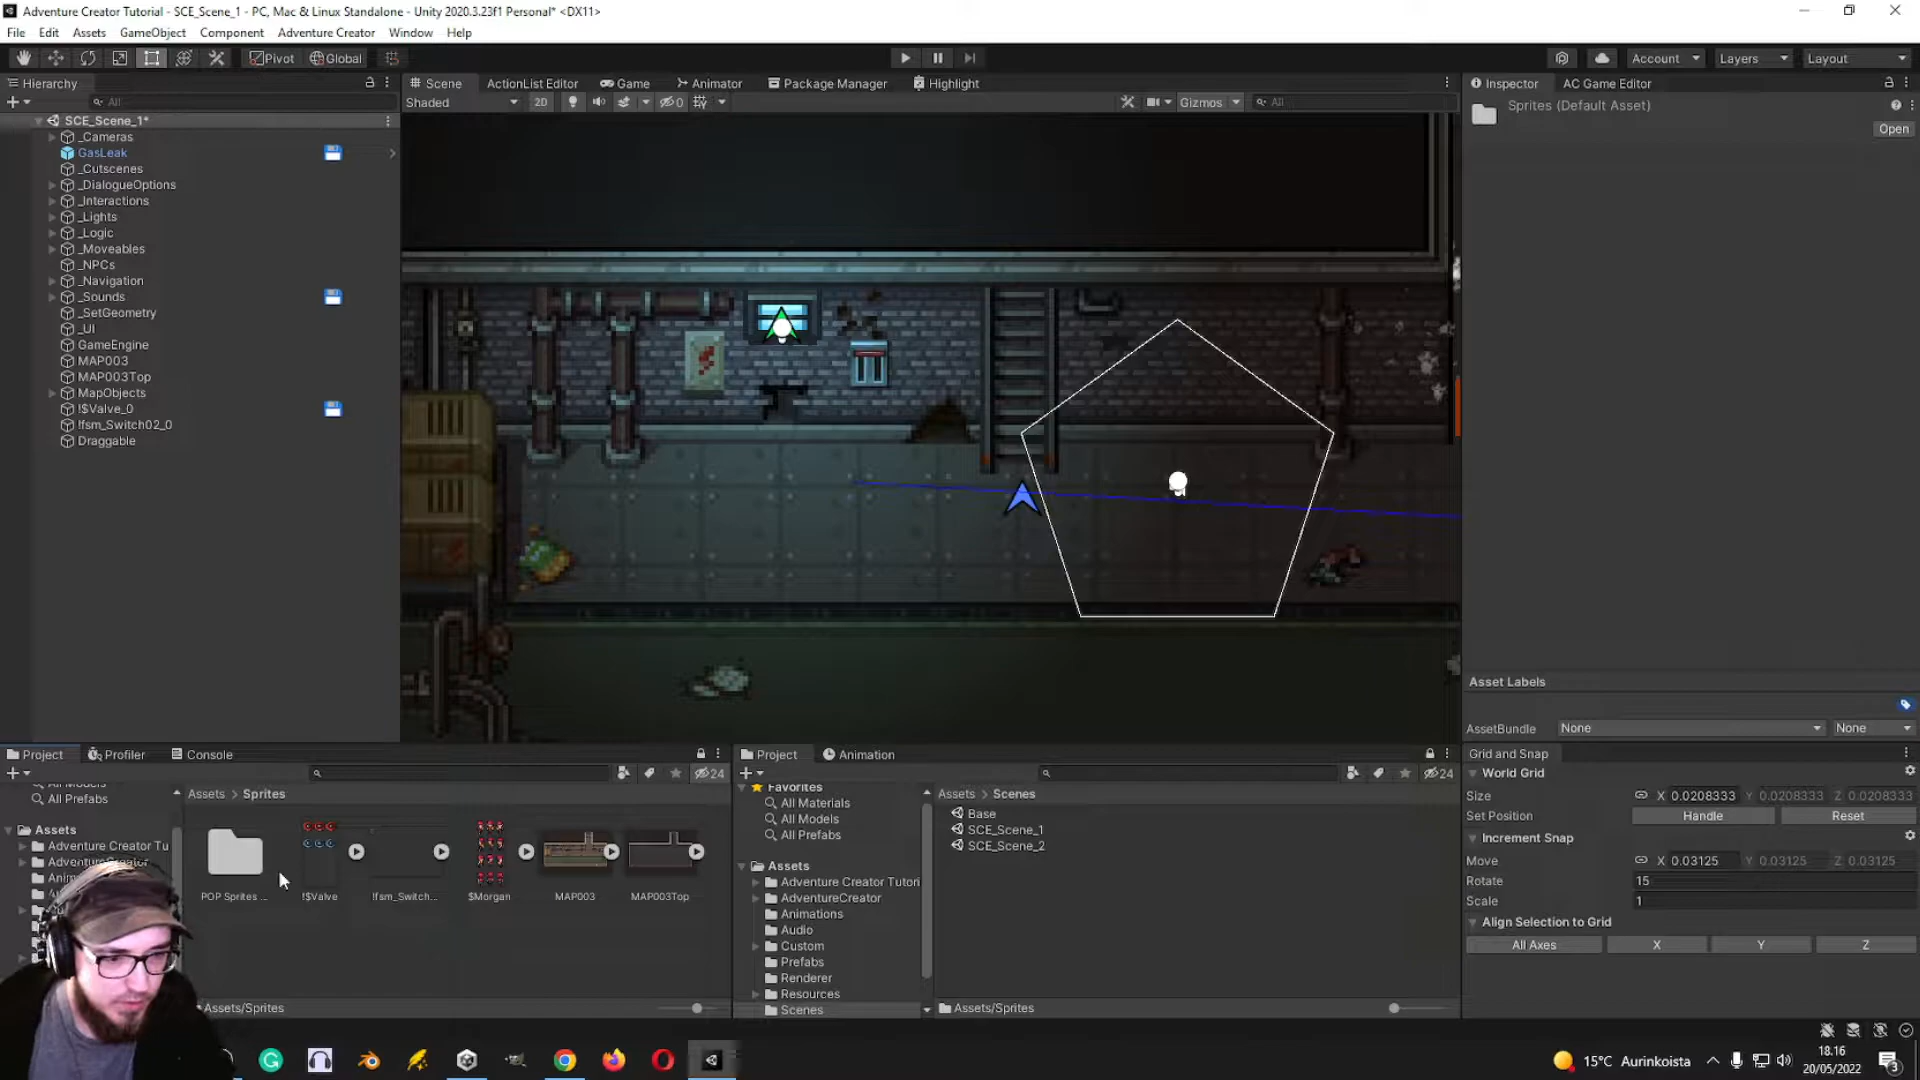 Adventure Creator Tutorial - SCE_Scene_1 - PC, Mac & Linux Standalone - Unity 2020.3.23f1 Personal* <DX11>
File Edit Assets GameObject Component Adventure Creator Window Help
Pivot Global Account Layers Layout
Hierarchy Scene ActionList Editor Game Animator Package Manager Highlight Inspector AC Game Editor
All Shaded 2D 0 Gizmos All
Sprites (Default Asset)
Open
SCE_Scene_1*
_Cameras
GasLeak
_Cutscenes
_DialogueOptions
_Interactions
_Lights
_Logic
_Moveables
_NPCs
_Navigation
_Sounds
_SetGeometry
_UI
GameEngine
MAP003
MAP003Top
MapObjects
!$Valve_0
!fsm_Switch02_0
Draggable
Asset Labels
AssetBundle None None
Project Profiler Console
24
All Prefabs
Assets
Adventure Creator Tu
AdventureCreator
Assets > Sprites
POP Sprites ... !$Valve !fsm_Switch... $Morgan MAP003 MAP003Top
Assets/Sprites
Project Animation
24
Favorites
All Materials
All Models
All Prefabs
Assets
Adventure Creator Tutori
AdventureCreator
Animations
Audio
Custom
Prefabs
Renderer
Resources
Scenes
Assets > Scenes
Base
SCE_Scene_1
SCE_Scene_2
Assets/Sprites
Grid and Snap
World Grid
Size X 0.0208333 Y 0.0208333 Z 0.0208333
Set Position Handle Reset
Increment Snap
Move X 0.03125 Y 0.03125 Z 0.03125
Rotate 15
Scale 1
Align Selection to Grid
All Axes X Y Z
15°C Aurinkoista
18.16
20/05/2022
3